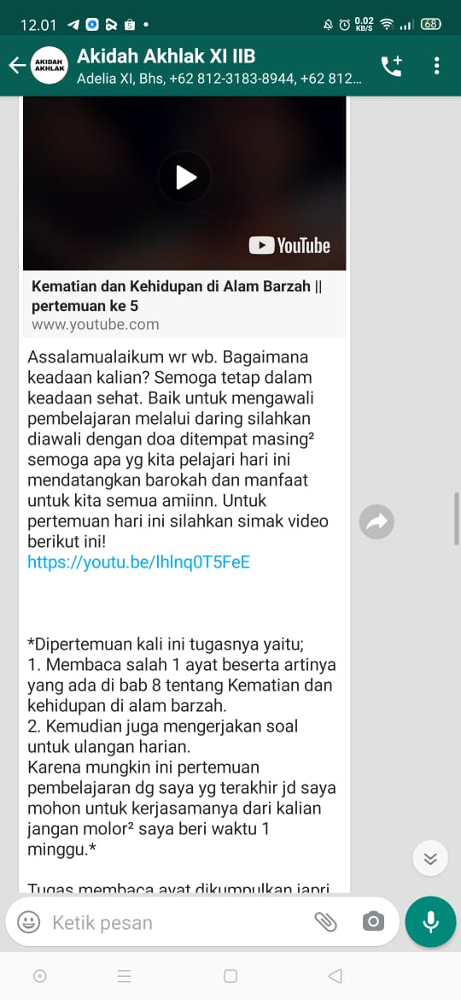 12.01
0.02
KB/S
68
AKIDAH
AKHLAK
Akidah Akhlak XI IIB
Adelia XI, Bhs, +62 812-3183-8944, +62 812...
YouTube
Kematian dan Kehidupan di Alam Barzah ||
pertemuan ke 5
www.youtube.com
Assalamualaikum wr wb. Bagaimana
keadaan kalian? Semoga tetap dalam
keadaan sehat. Baik untuk mengawali
pembelajaran melalui daring silahkan
diawali dengan doa ditempat masing²
semoga apa yg kita pelajari hari ini
mendatangkan barokah dan manfaat
untuk kita semua amiinn. Untuk
pertemuan hari ini silahkan simak video
berikut ini!
https://youtu.be/lhlnq0T5FeE
*Dipertemuan kali ini tugasnya yaitu;
1. Membaca salah 1 ayat beserta artinya
yang ada di bab 8 tentang Kematian dan
kehidupan di alam barzah.
2. Kemudian juga mengerjakan soal
untuk ulangan harian.
Karena mungkin ini pertemuan
pembelajaran dg saya yg terakhir jd saya
mohon untuk kerjasamanya dari kalian
jangan molor² saya beri waktu 1
minggu.*
Tugas membaca ayat dikumpulkan japri
Ketik pesan